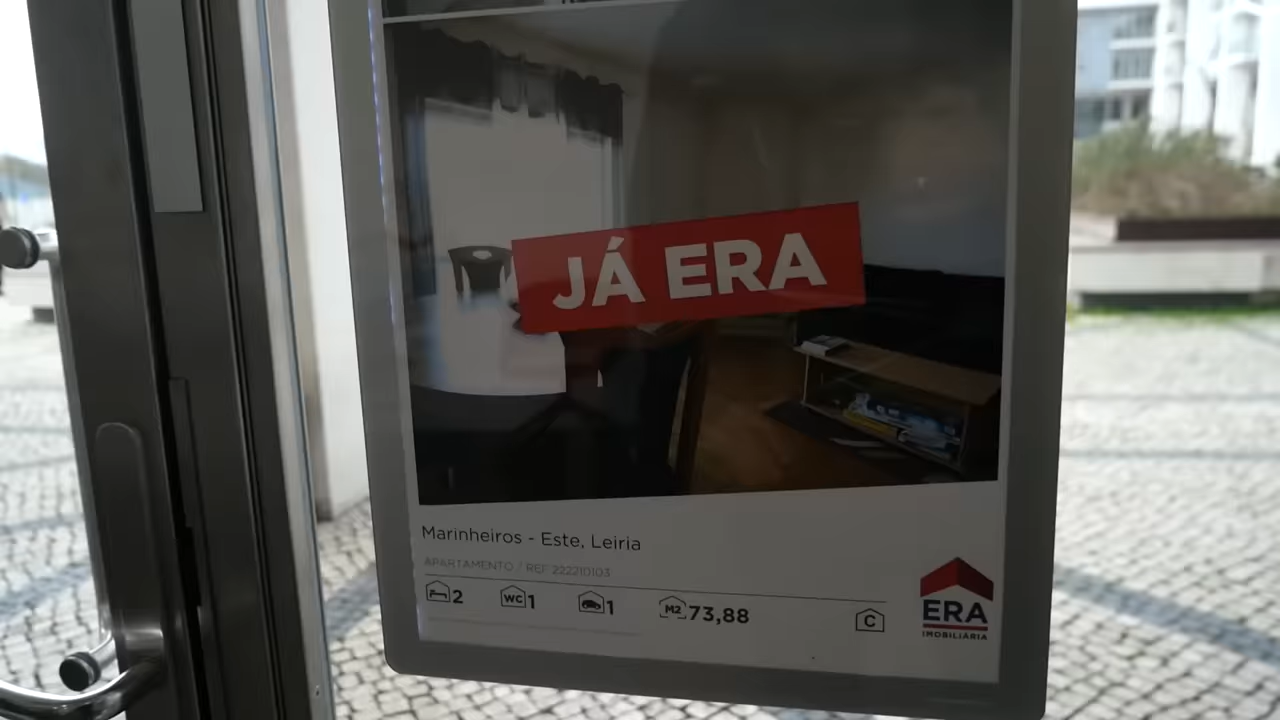 JÁ ERA
Marinheiros - Este, Leiria
APARTAMENTO / REF 222210103
2 WC 1 1 M2 73,88 C
ERA
IMOBILIÁRIA